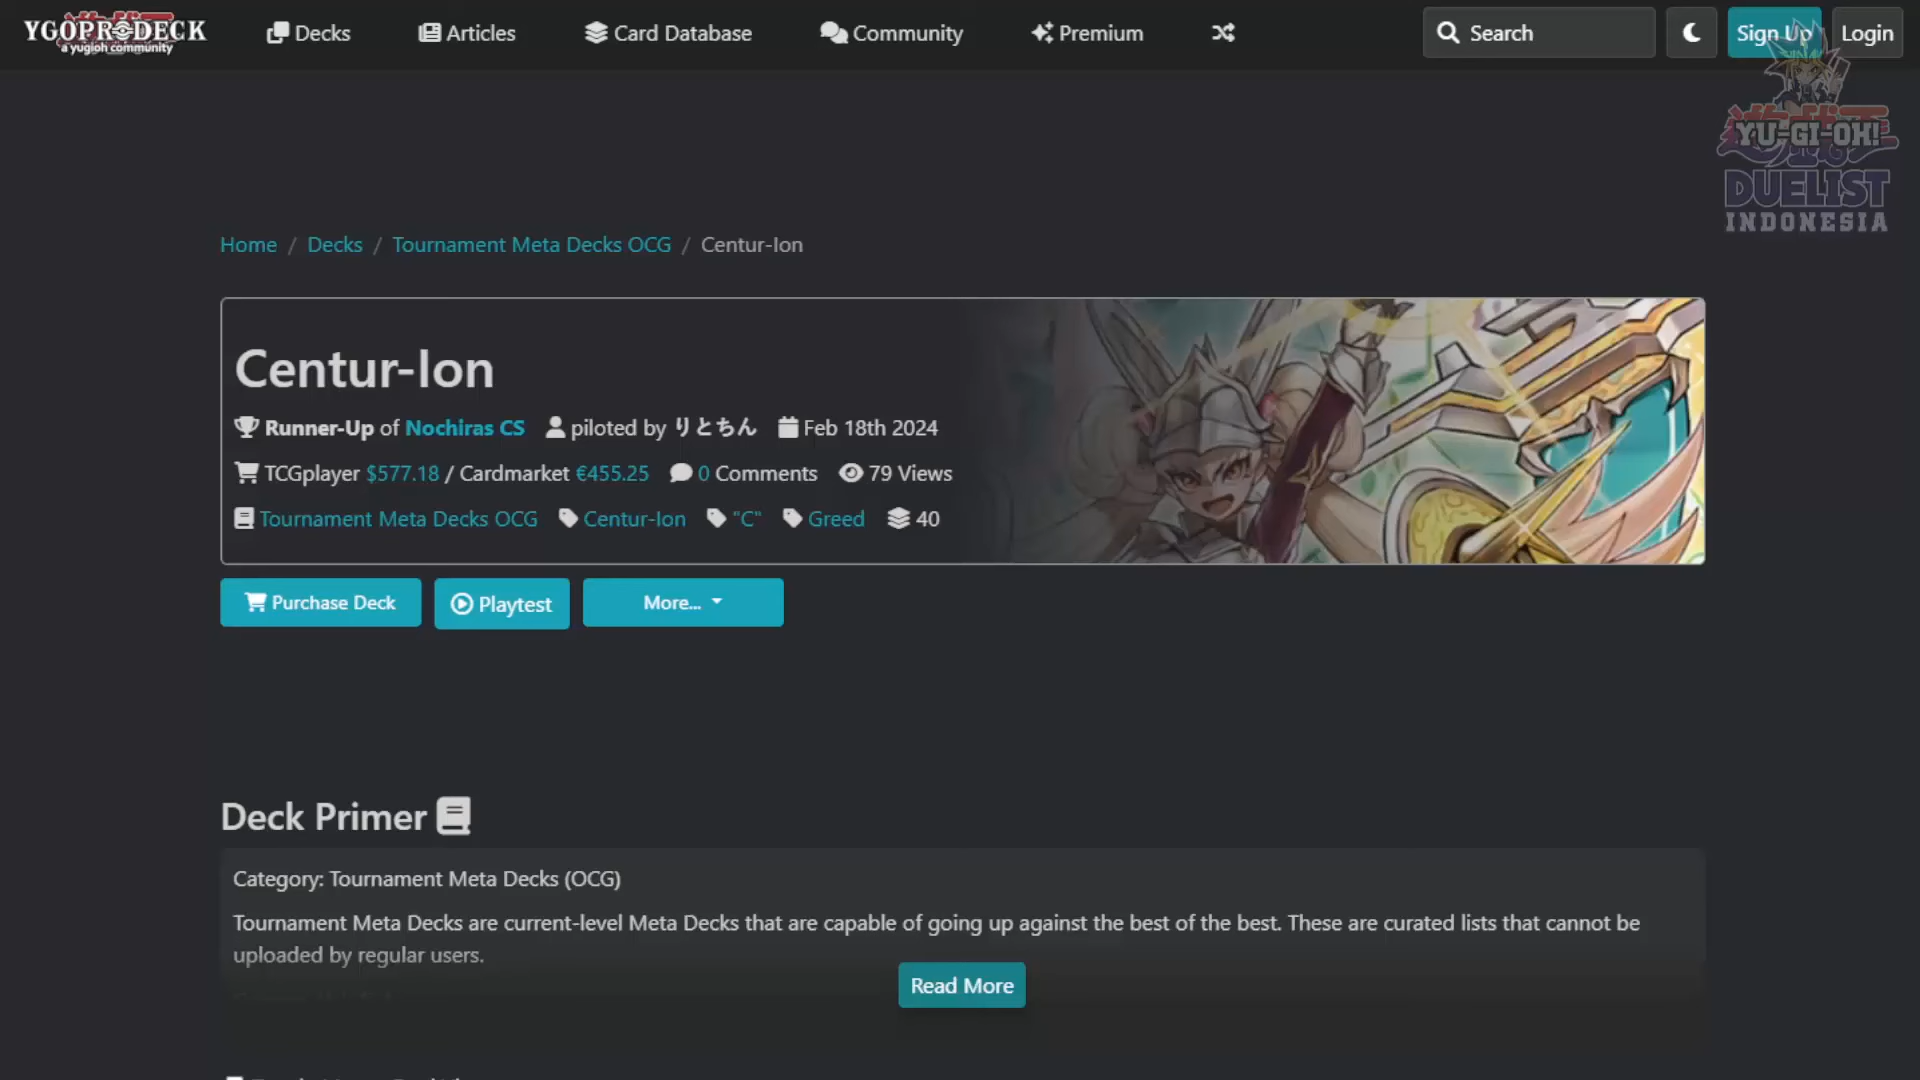 YGOPRODECK
a yugioh community
Decks
Articles
Card Database
Community
Premium
Search
Sign Up
Login
YU-GI-OH!
DUELIST
INDONESIA
Home / Decks / Tournament Meta Decks OCG / Centur-Ion
Centur-Ion
Runner-Up of Nochiras CS piloted by りとちん Feb 18th 2024
TCGplayer $577.18 / Cardmarket €455.25 0 Comments 79 Views
Tournament Meta Decks OCG Centur-Ion "C" Greed 40
Purchase Deck
Playtest
More...
Deck Primer
Category: Tournament Meta Decks (OCG)
Tournament Meta Decks are current-level Meta Decks that are capable of going up against the best of the best. These are curated lists that cannot be
uploaded by regular users.
Read More